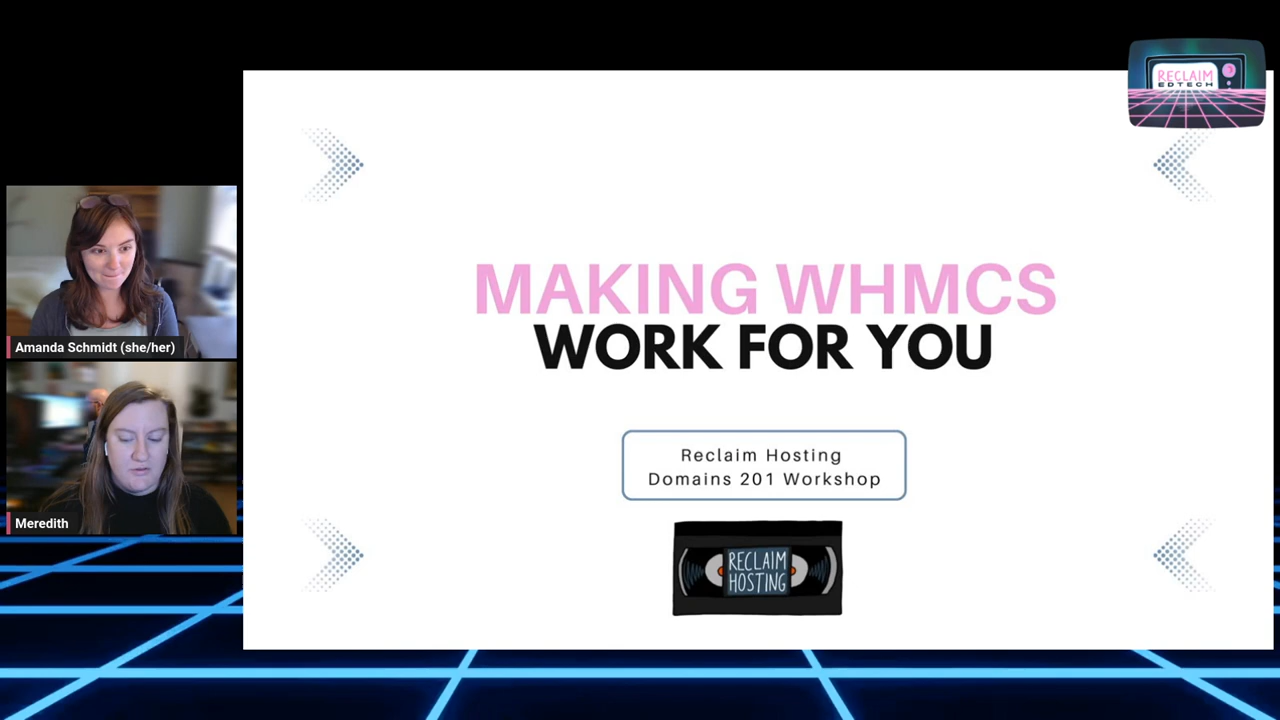 RECLAIM
EDTECH
MAKING WHMCS
WORK FOR YOU
Amanda Schmidt (she/her)
Reclaim Hosting
Domains 201 Workshop
Meredith
RECLAIM
HOSTING